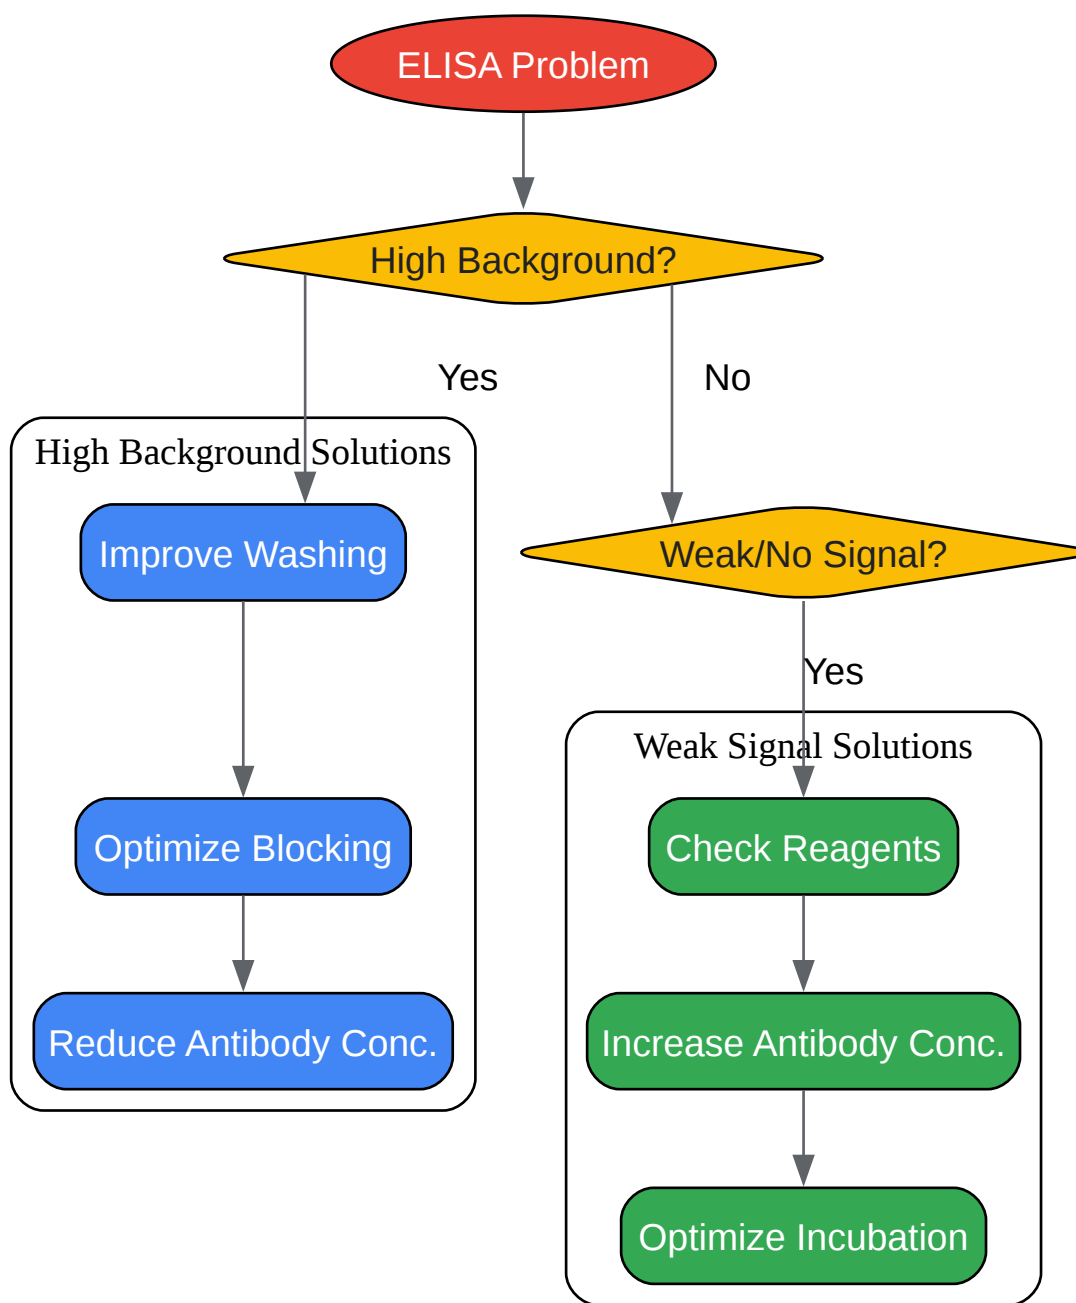 ELISA Problem
High Background?
Yes
No
High Background Solutions
Improve Washing
Weak/No Signal?
Yes
Weak Signal Solutions
Optimize Blocking
Check Reagents
Reduce Antibody Conc.
Increase Antibody Conc.
Optimize Incubation